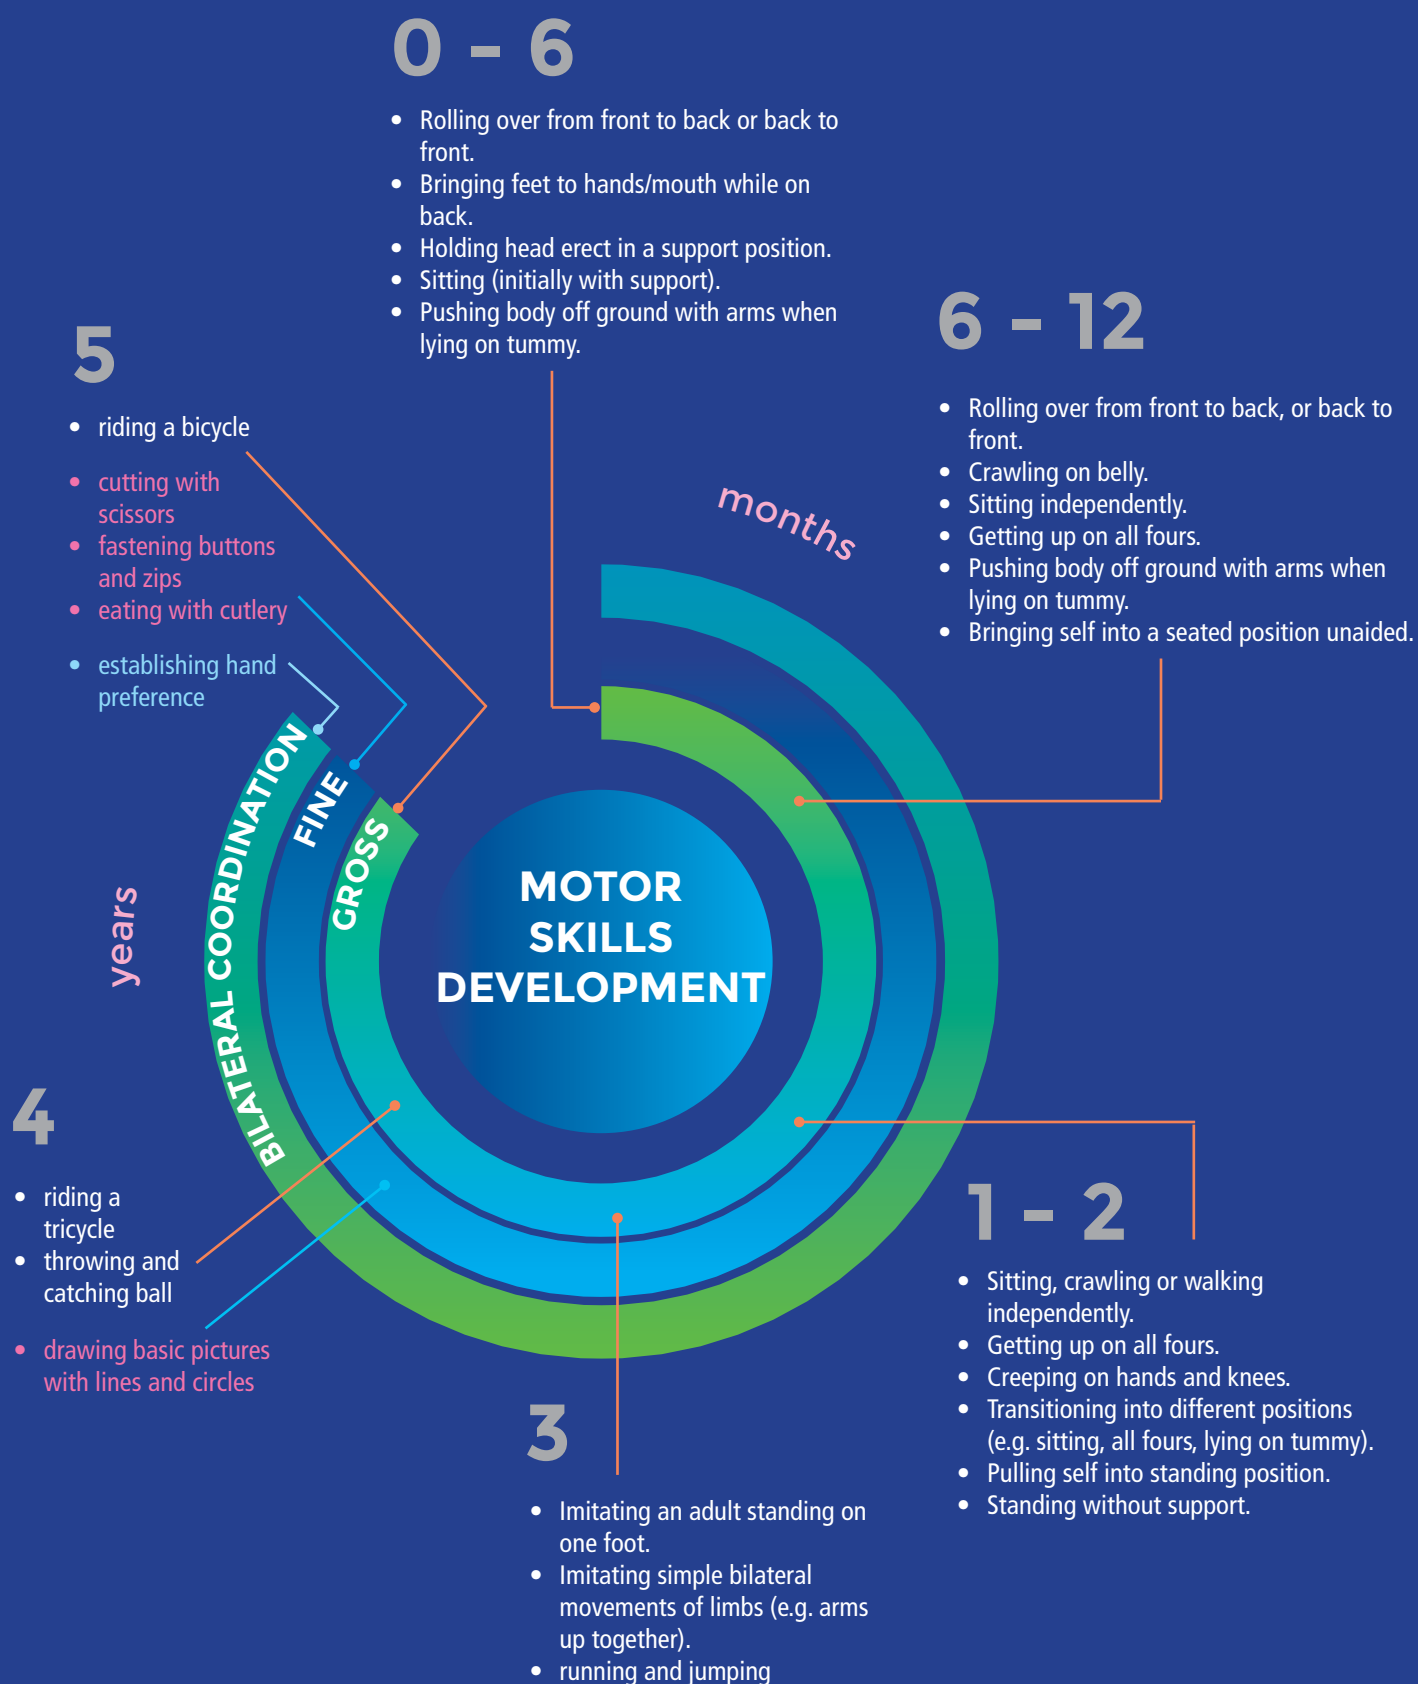 0 - 6
• Rolling over from front to back or back to
front.
• Bringing feet to hands/mouth while on
back.
• Holding head erect in a support position.
• Sitting (initially with support).
• Pushing body off ground with arms when
lying on tummy.
6 - 12
• Rolling over from front to back, or back to
front.
• Crawling on belly.
• Sitting independently.
• Getting up on all fours.
• Pushing body off ground with arms when
lying on tummy.
• Bringing self into a seated position unaided.
months
1 - 2
• Sitting, crawling or walking
independently.
• Getting up on all fours.
• Creeping on hands and knees.
• Transitioning into different positions
(e.g. sitting, all fours, lying on tummy).
• Pulling self into standing position.
• Standing without support.
3
• Imitating an adult standing on
one foot.
• Imitating simple bilateral
movements of limbs (e.g. arms
up together).
• running and jumping
4
• riding a
tricycle
• throwing and
catching ball
• drawing basic pictures
with lines and circles
years
5
• riding a bicycle
• cutting with
scissors
• fastening buttons
and zips
• eating with cutlery
• establishing hand
preference
BILATERAL COORDINATION
FINE
GROSS
MOTOR
SKILLS
DEVELOPMENT